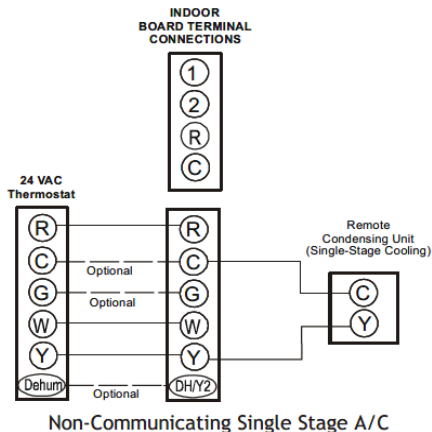 INDOOR
BOARD TERMINAL
CONNECTIONS
1
2
R
C
24 VAC
Thermostat
R
C
G
W
Y
Dehum
Optional
Optional
Optional
R
C
G
W
Y
DH/Y2
Remote
Condensing Unit
(Single-Stage Cooling)
C
Y
Non-Communicating Single Stage A/C